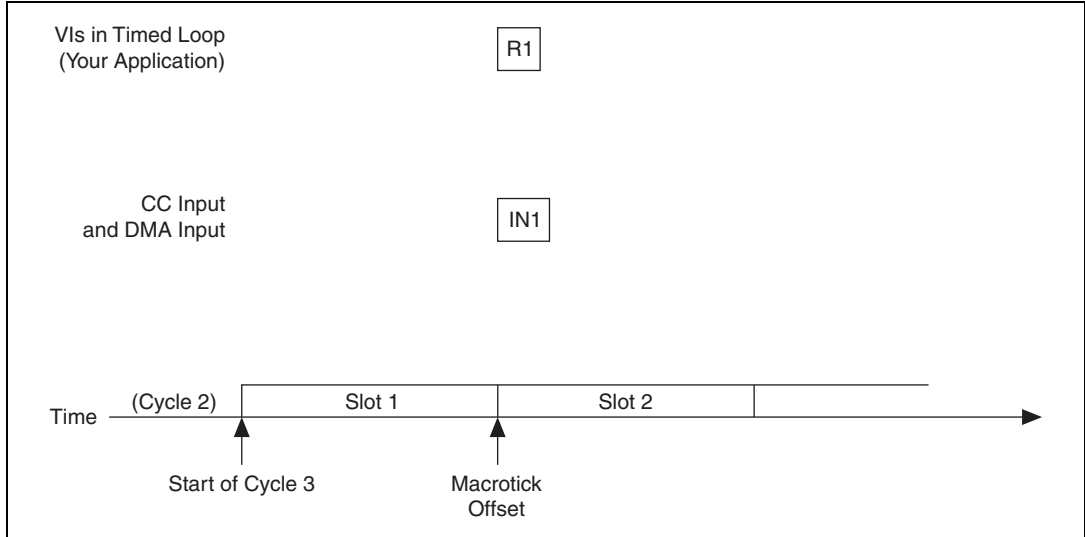 VIs in Timed Loop
(Your Application)
R1
CC Input
and DMA Input
IN1
Time
(Cycle 2)
Slot 1
Slot 2
Start of Cycle 3
Macrotick
Offset